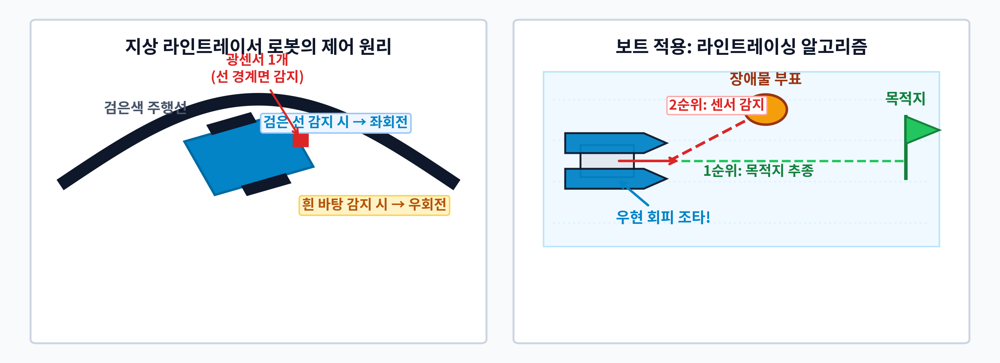 지상 라인트레이서 로봇의 제어 원리
광센서 1개
(선 경계면 감지)
검은색 주행선
검은 선 감지 시 → 좌회전
흰 바탕 감지 시 → 우회전
보트 적용: 라인트레이싱 알고리즘
장애물 부표
2순위: 센서 감지
목적지
1순위: 목적지 추종
우현 회피 조타!